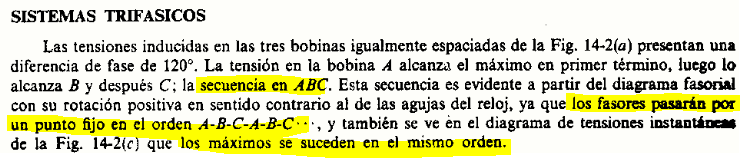 SISTEMAS TRIFASICOS
Las tensiones inducidas en las tres bobinas igualmente espaciadas de la Fig. 14-2(a) presentan una
diferencia de fase de 120°. La tensión en la bobina A alcanza el máximo en primer término, luego lo
alcanza B y después C; la secuencia en ABC. Esta secuencia es evidente a partir del diagrama fasorial
con su rotación positiva en sentido contrario al de las agujas del reloj, ya que los fasores pasarán por
un punto fijo en el orden A-B-C-A-B-C···, y también se ve en el diagrama de tensiones instantáneas
de la Fig. 14-2(c) que los máximos se suceden en el mismo orden.